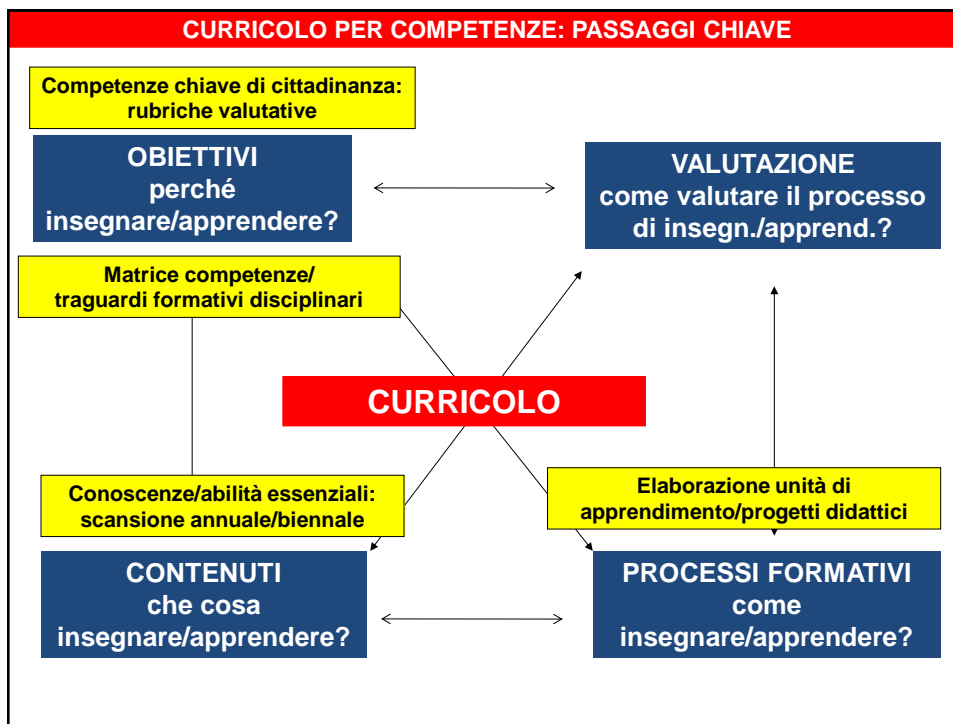 CURRICOLO PER COMPETENZE: PASSAGGI CHIAVE
Competenze chiave di cittadinanza:
rubriche valutative
OBIETTIVI
perché
insegnare/apprendere?
VALUTAZIONE
come valutare il processo
di insegn./apprend.?
Matrice competenze/
traguardi formativi disciplinari
CURRICOLO
Conoscenze/abilità essenziali:
scansione annuale/biennale
Elaborazione unità di
apprendimento/progetti didattici
CONTENUTI
che cosa
insegnare/apprendere?
PROCESSI FORMATIVI
come
insegnare/apprendere?